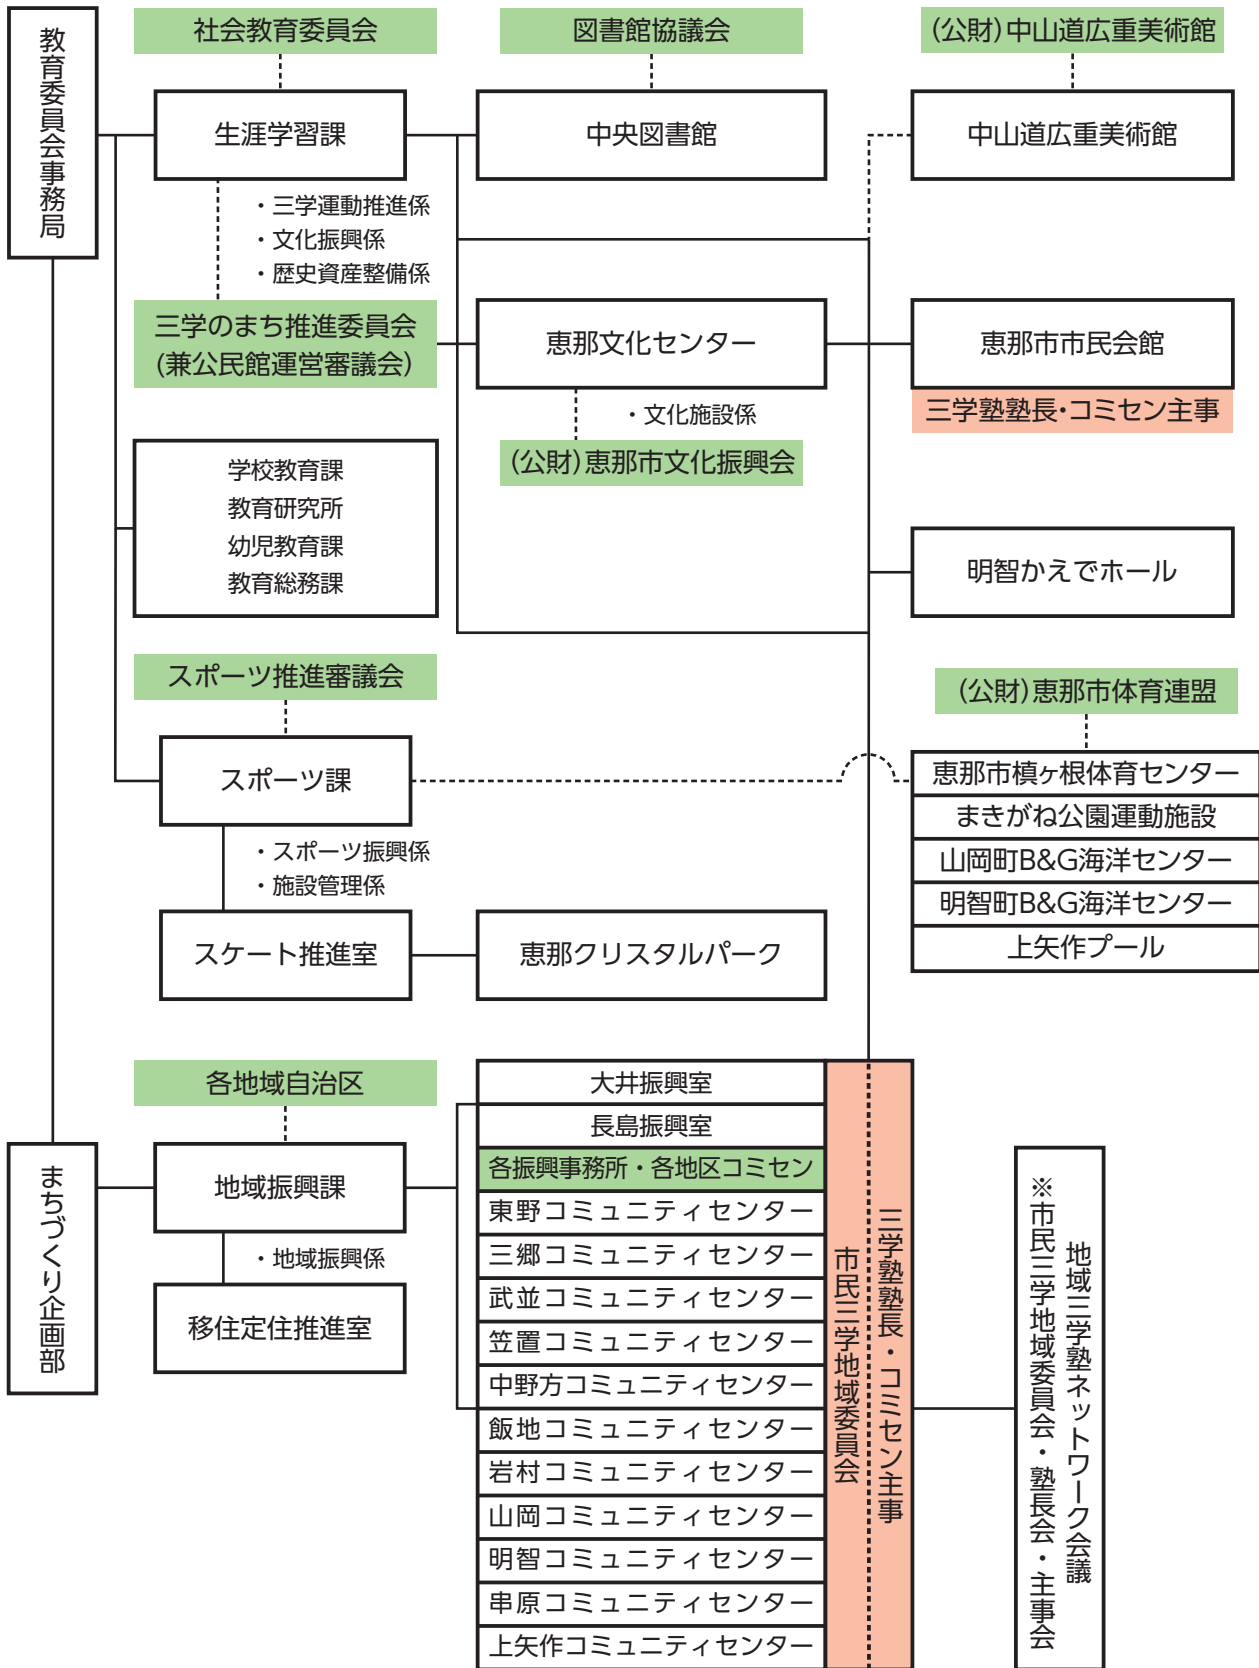 教育委員会事務局
社会教育委員会
図書館協議会
(公財)中山道広重美術館
生涯学習課
中央図書館
中山道広重美術館
・三学運動推進係
・文化振興係
・歴史資産整備係
三学のまち推進委員会
(兼公民館運営審議会)
恵那文化センター
恵那市市民会館
・文化施設係
三学塾塾長・コミセン主事
(公財)恵那市文化振興会
学校教育課
教育研究所
幼児教育課
教育総務課
明智かえでホール
スポーツ推進審議会
(公財)恵那市体育連盟
スポーツ課
恵那市槙ヶ根体育センター
まきがね公園運動施設
山岡町B&G海洋センター
明智町B&G海洋センター
上矢作プール
・スポーツ振興係
・施設管理係
スケート推進室
恵那クリスタルパーク
まちづくり企画部
各地域自治区
地域振興課
・地域振興係
移住定住推進室
大井振興室
長島振興室
各振興事務所・各地区コミセン
東野コミュニティセンター
三郷コミュニティセンター
武並コミュニティセンター
笠置コミュニティセンター
中野方コミュニティセンター
飯地コミュニティセンター
岩村コミュニティセンター
山岡コミュニティセンター
明智コミュニティセンター
串原コミュニティセンター
上矢作コミュニティセンター
市民三学地域委員会
三学塾塾長・コミセン主事
地域三学塾ネットワーク会議
※市民三学地域委員会・塾長会・主事会